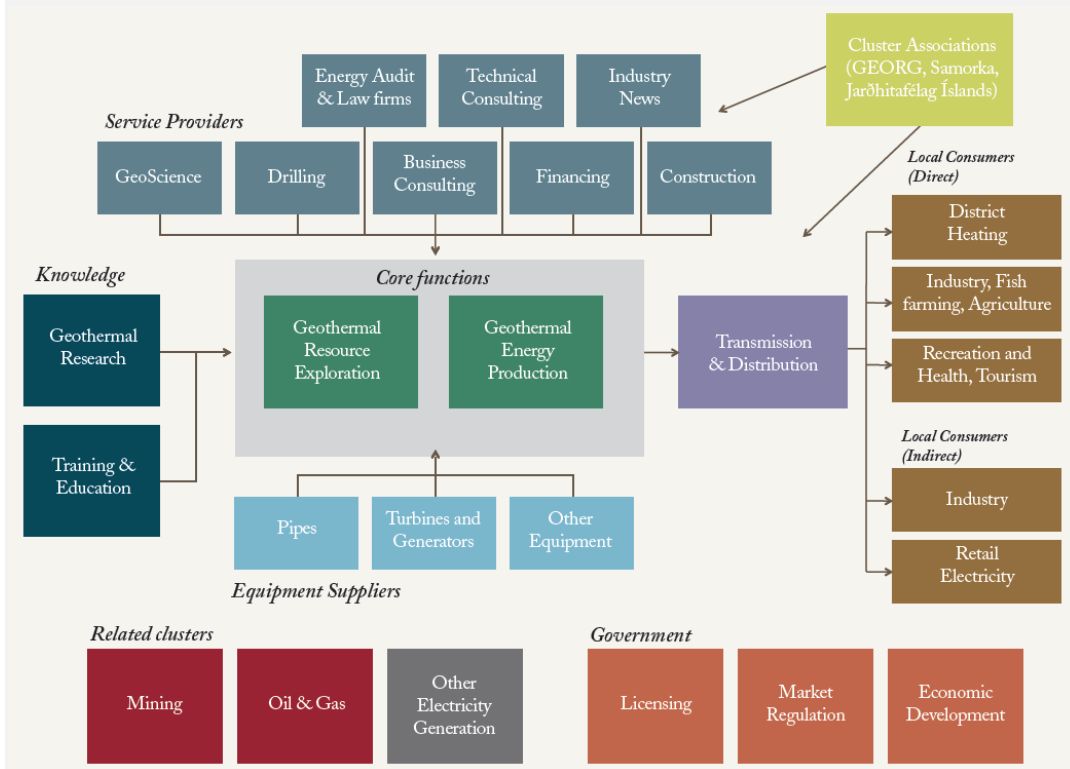 Cluster Associations
(GEORG, Samorka,
Jarðhitafélag Íslands)
Energy Audit
& Law firms
Technical
Consulting
Industry
News
Service Providers
GeoScience
Drilling
Business
Consulting
Financing
Construction
Local Consumers
(Direct)
District
Heating
Industry, Fish
farming, Agriculture
Recreation and
Health, Tourism
Knowledge
Geothermal
Research
Training &
Education
Core functions
Geothermal
Resource
Exploration
Geothermal
Energy
Production
Transmission
& Distribution
Local Consumers
(Indirect)
Industry
Retail
Electricity
Pipes
Turbines and
Generators
Other
Equipment
Equipment Suppliers
Related clusters
Mining
Oil & Gas
Other
Electricity
Generation
Government
Licensing
Market
Regulation
Economic
Development